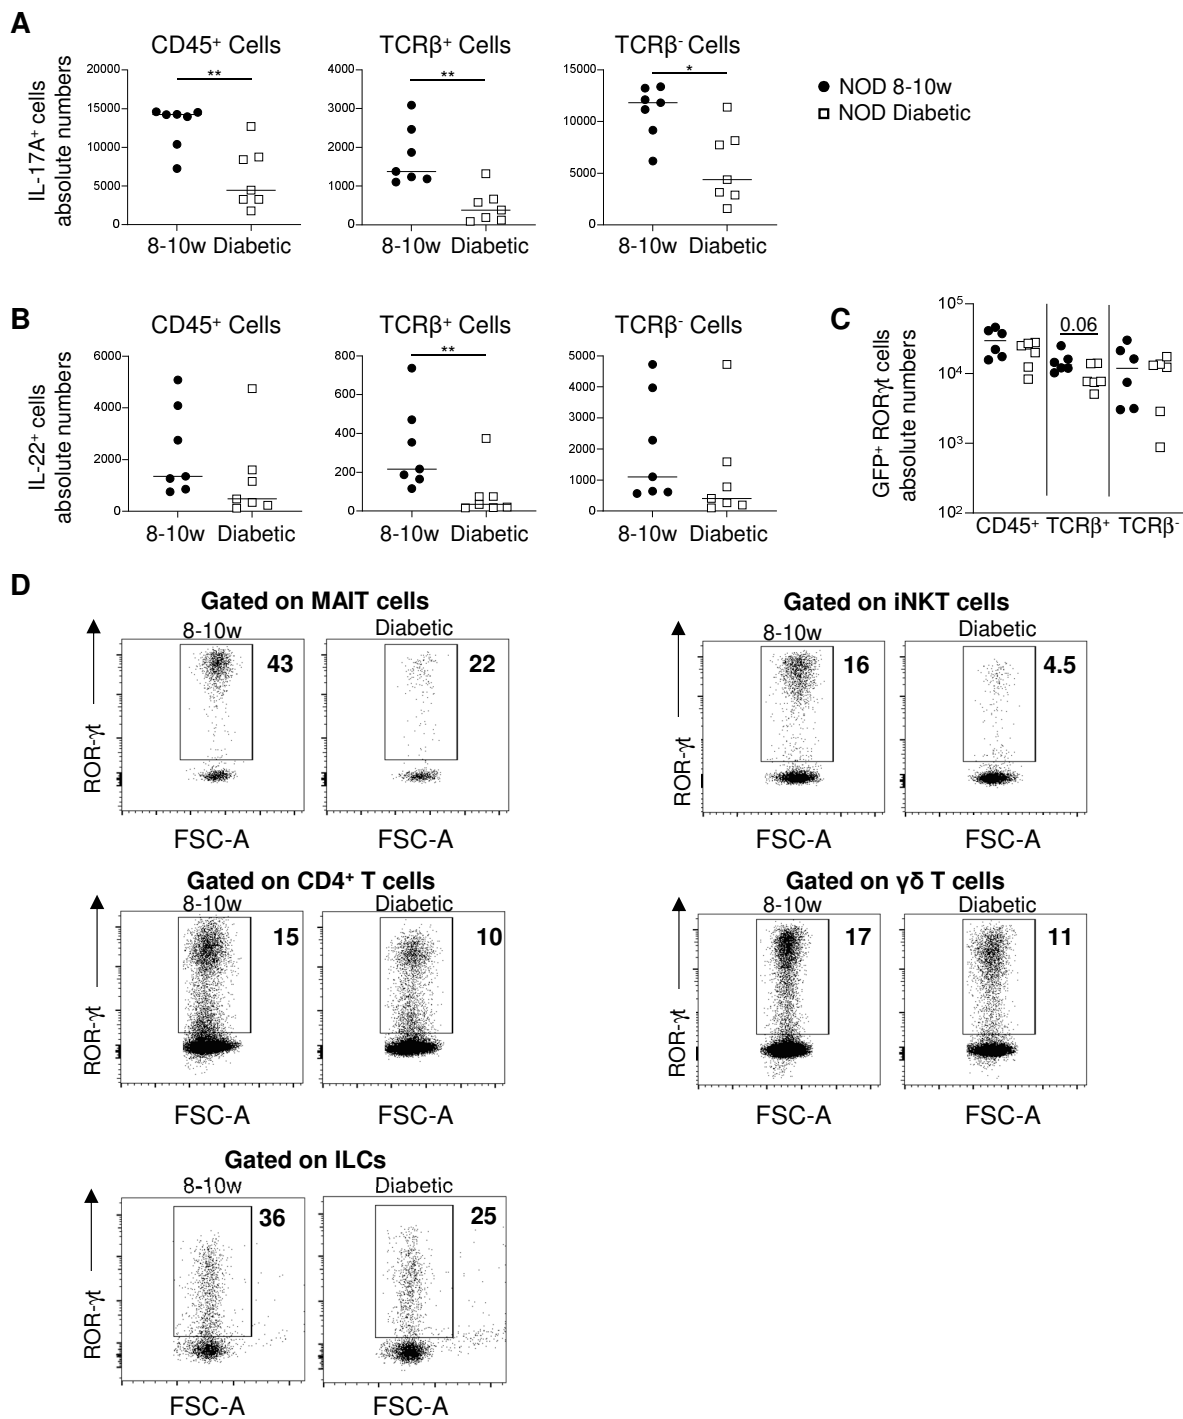 A
CD45⁺ Cells
TCRβ⁺ Cells
TCRβ⁻ Cells
IL-17A⁺ cells
absolute numbers
20000
15000
10000
5000
0
**
8-10w Diabetic
4000
3000
2000
1000
0
**
8-10w Diabetic
15000
10000
5000
0
*
8-10w Diabetic
NOD 8-10w
NOD Diabetic
B
CD45⁺ Cells
TCRβ⁺ Cells
TCRβ⁻ Cells
IL-22⁺ cells
absolute numbers
6000
4000
2000
0
8-10w Diabetic
800
600
400
200
0
**
8-10w Diabetic
5000
4000
3000
2000
1000
0
8-10w Diabetic
C
GFP⁺ RORγt cells
absolute numbers
10⁵
10⁴
10³
10²
0.06
CD45⁺ TCRβ⁺ TCRβ⁻
D
Gated on MAIT cells
8-10w
Diabetic
43
22
ROR-γt
FSC-A
FSC-A
Gated on iNKT cells
8-10w
Diabetic
16
4.5
ROR-γt
FSC-A
FSC-A
Gated on CD4⁺ T cells
8-10w
Diabetic
15
10
ROR-γt
FSC-A
FSC-A
Gated on γδ T cells
8-10w
Diabetic
17
11
ROR-γt
FSC-A
FSC-A
Gated on ILCs
8-10w
Diabetic
36
25
ROR-γt
FSC-A
FSC-A